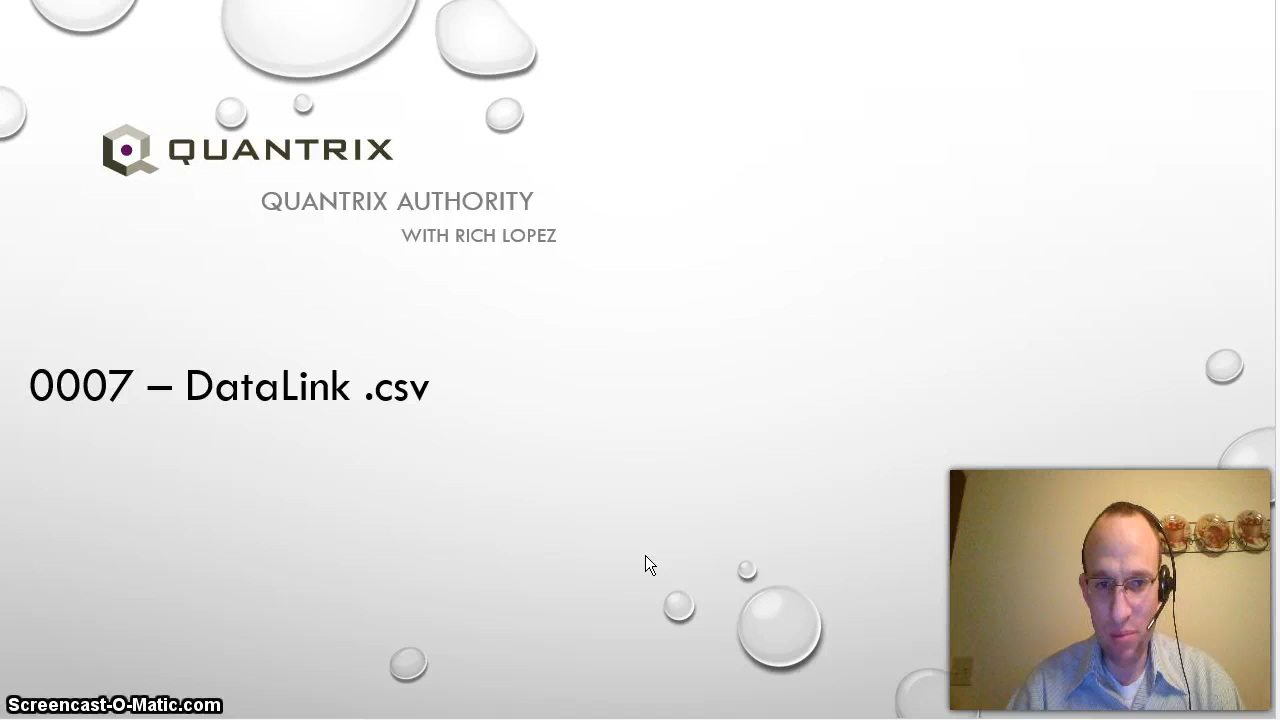 QUANTRIX
QUANTRIX AUTHORITY
WITH RICH LOPEZ
0007 – DataLink .csv
Screencast-O-Matic.com